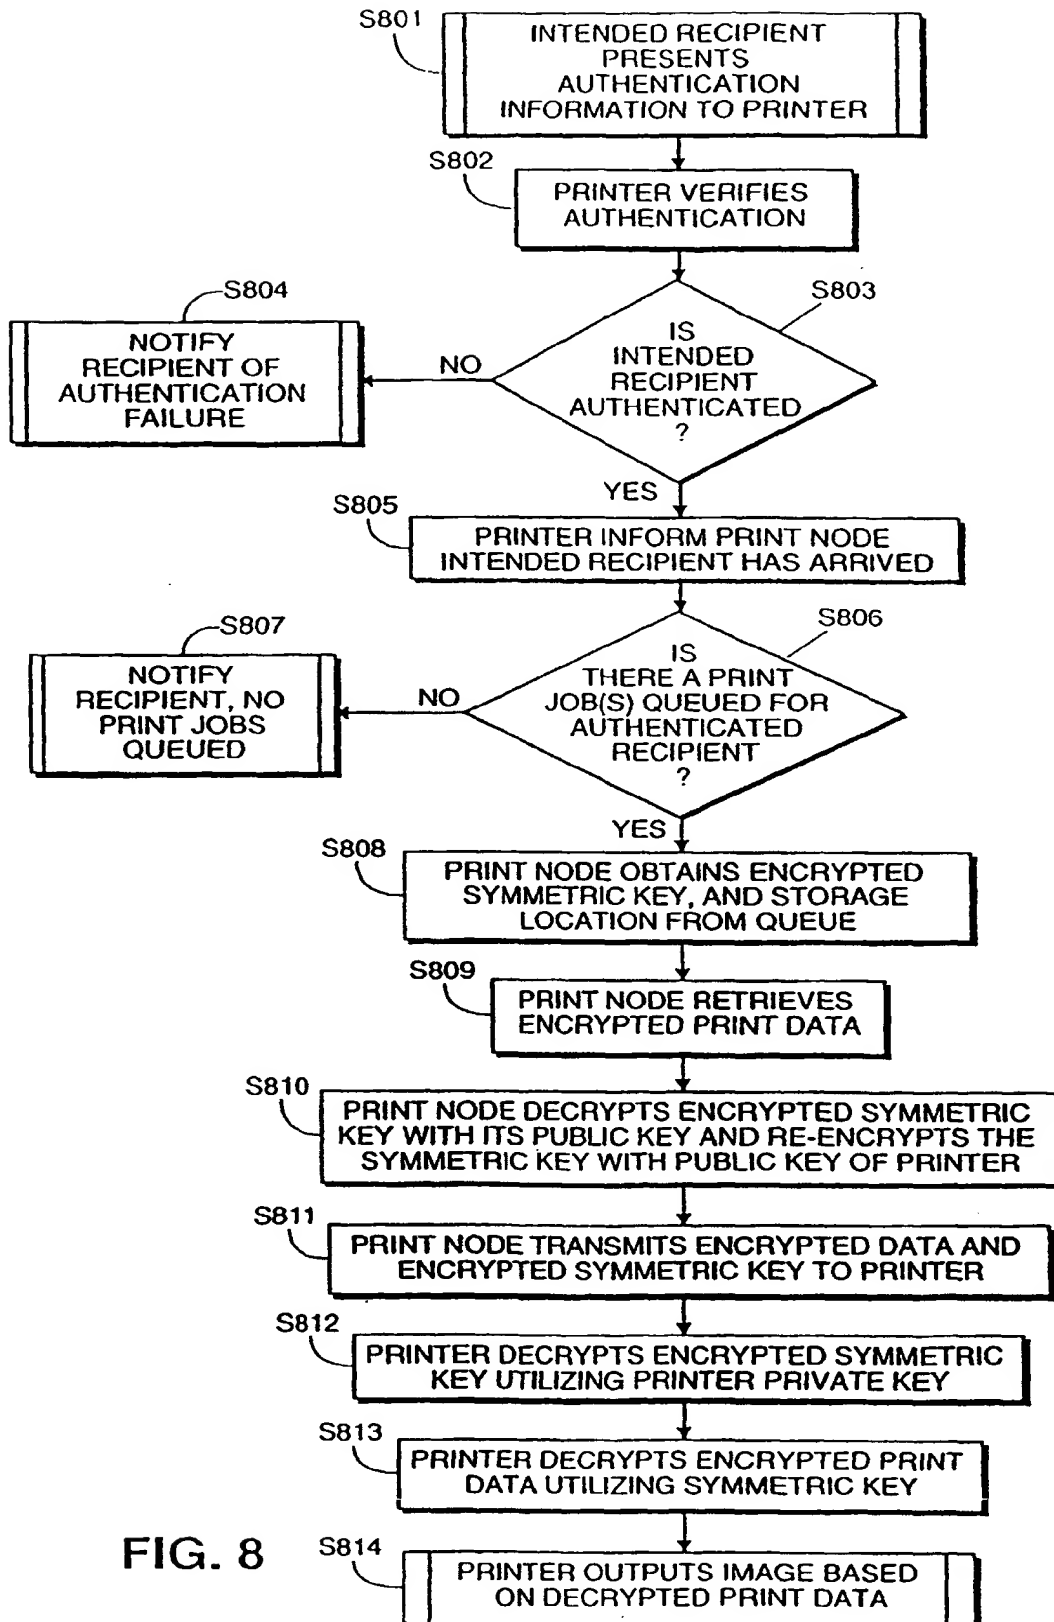 S801
INTENDED RECIPIENT
PRESENTS
AUTHENTICATION
INFORMATION TO PRINTER
S802
PRINTER VERIFIES
AUTHENTICATION
S803
IS
INTENDED
RECIPIENT
AUTHENTICATED
?
NO
S804
NOTIFY
RECIPIENT OF
AUTHENTICATION
FAILURE
YES
S805
PRINTER INFORM PRINT NODE
INTENDED RECIPIENT HAS ARRIVED
S806
IS
THERE A PRINT
JOB(S) QUEUED FOR
AUTHENTICATED
RECIPIENT
?
NO
S807
NOTIFY
RECIPIENT, NO
PRINT JOBS
QUEUED
YES
S808
PRINT NODE OBTAINS ENCRYPTED
SYMMETRIC KEY, AND STORAGE
LOCATION FROM QUEUE
S809
PRINT NODE RETRIEVES
ENCRYPTED PRINT DATA
S810
PRINT NODE DECRYPTS ENCRYPTED SYMMETRIC
KEY WITH ITS PUBLIC KEY AND RE-ENCRYPTS THE
SYMMETRIC KEY WITH PUBLIC KEY OF PRINTER
S811
PRINT NODE TRANSMITS ENCRYPTED DATA AND
ENCRYPTED SYMMETRIC KEY TO PRINTER
S812
PRINTER DECRYPTS ENCRYPTED SYMMETRIC
KEY UTILIZING PRINTER PRIVATE KEY
S813
PRINTER DECRYPTS ENCRYPTED PRINT
DATA UTILIZING SYMMETRIC KEY
S814
PRINTER OUTPUTS IMAGE BASED
ON DECRYPTED PRINT DATA
FIG. 8